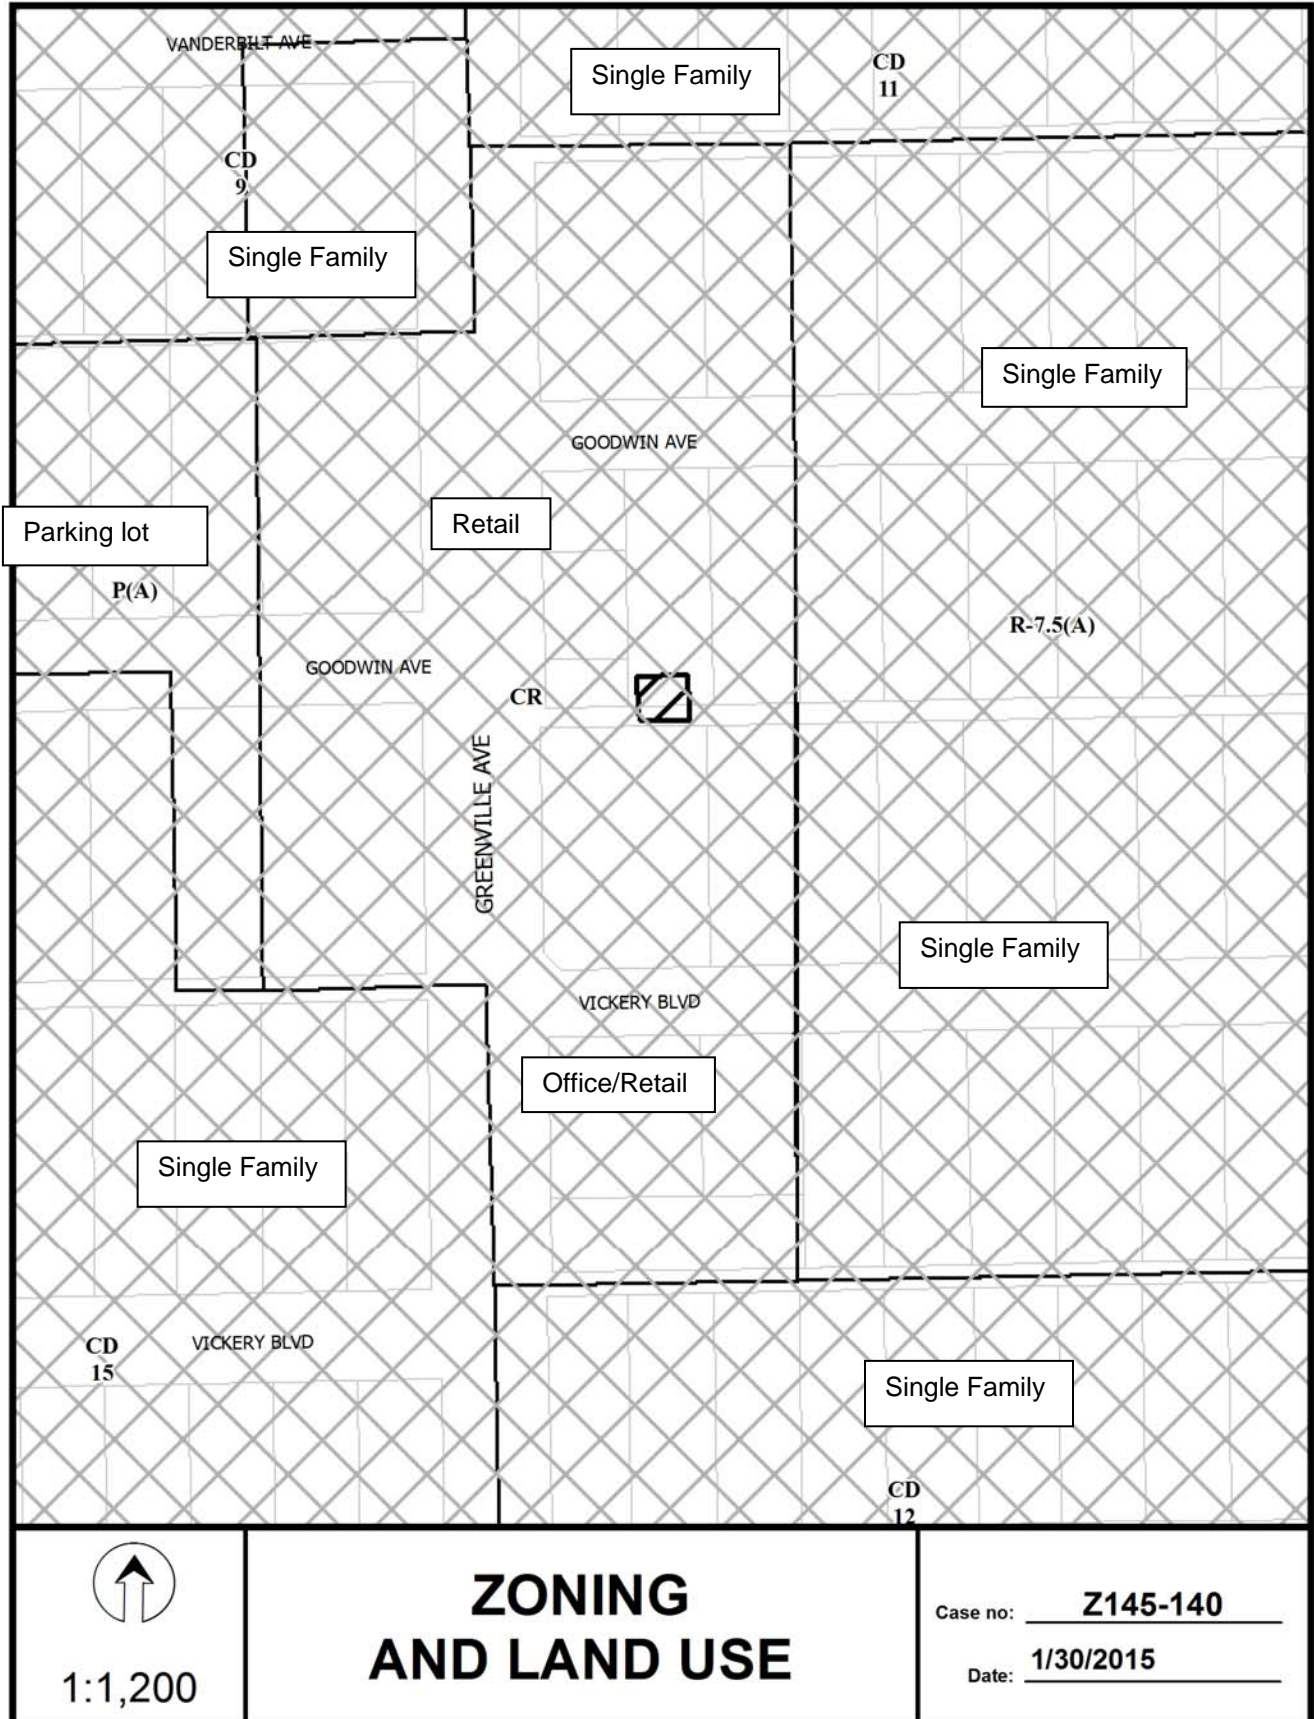 VANDERBILT AVE
Single Family
CD
11
CD
9
Single Family
Single Family
GOODWIN AVE
Retail
Parking lot
P(A)
R-7.5(A)
GOODWIN AVE
CR
GREENVILLE AVE
Single Family
VICKERY BLVD
Office/Retail
Single Family
CD
15
VICKERY BLVD
Single Family
CD
12
1:1,200
ZONING
AND LAND USE
Case no: Z145-140
Date: 1/30/2015